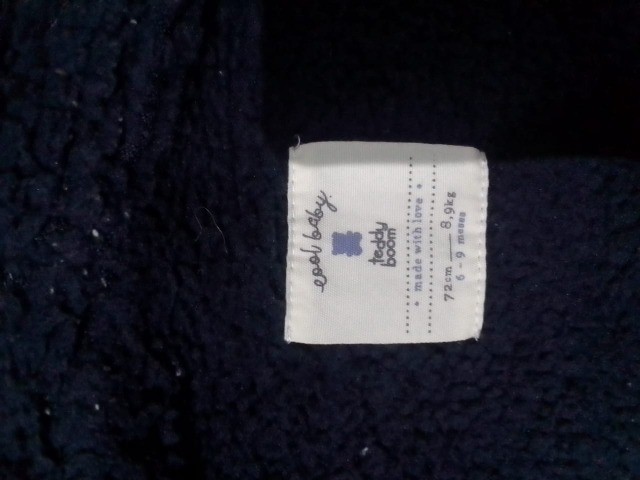 cool baby
teddy
boom
• made with love •
72cm — 8,9kg
6 - 9 meses